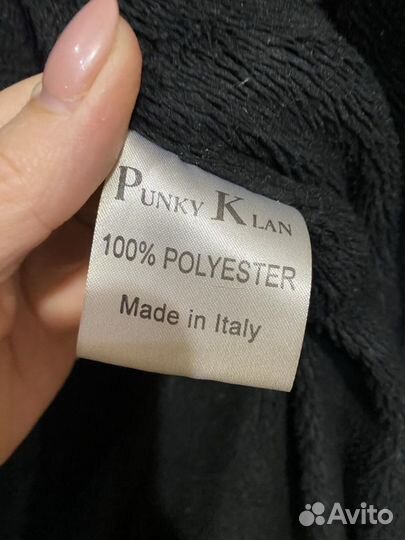 PUNKY KLAN
100% POLYESTER
Made in Italy
Avito